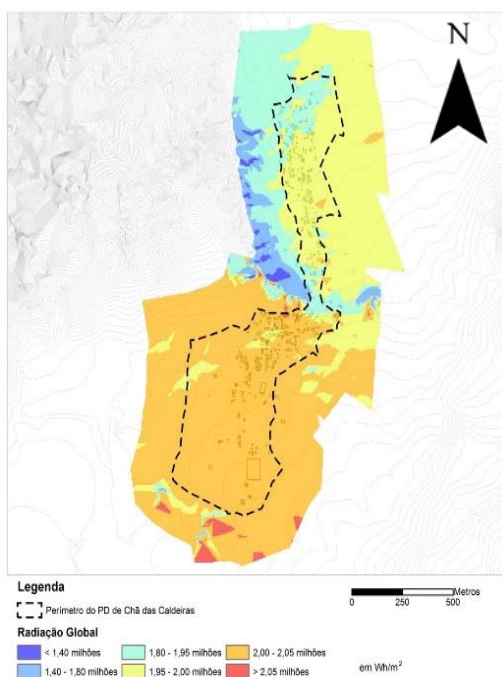 N
Legenda
Perímetro do PD de Chã das Caldeiras
0 250 500 Metros
Radiação Global
< 1,40 milhões 1,80 - 1,95 milhões 2,00 - 2,05 milhões
1,40 - 1,80 milhões 1,95 - 2,00 milhões > 2,05 milhões
em Wh/m²